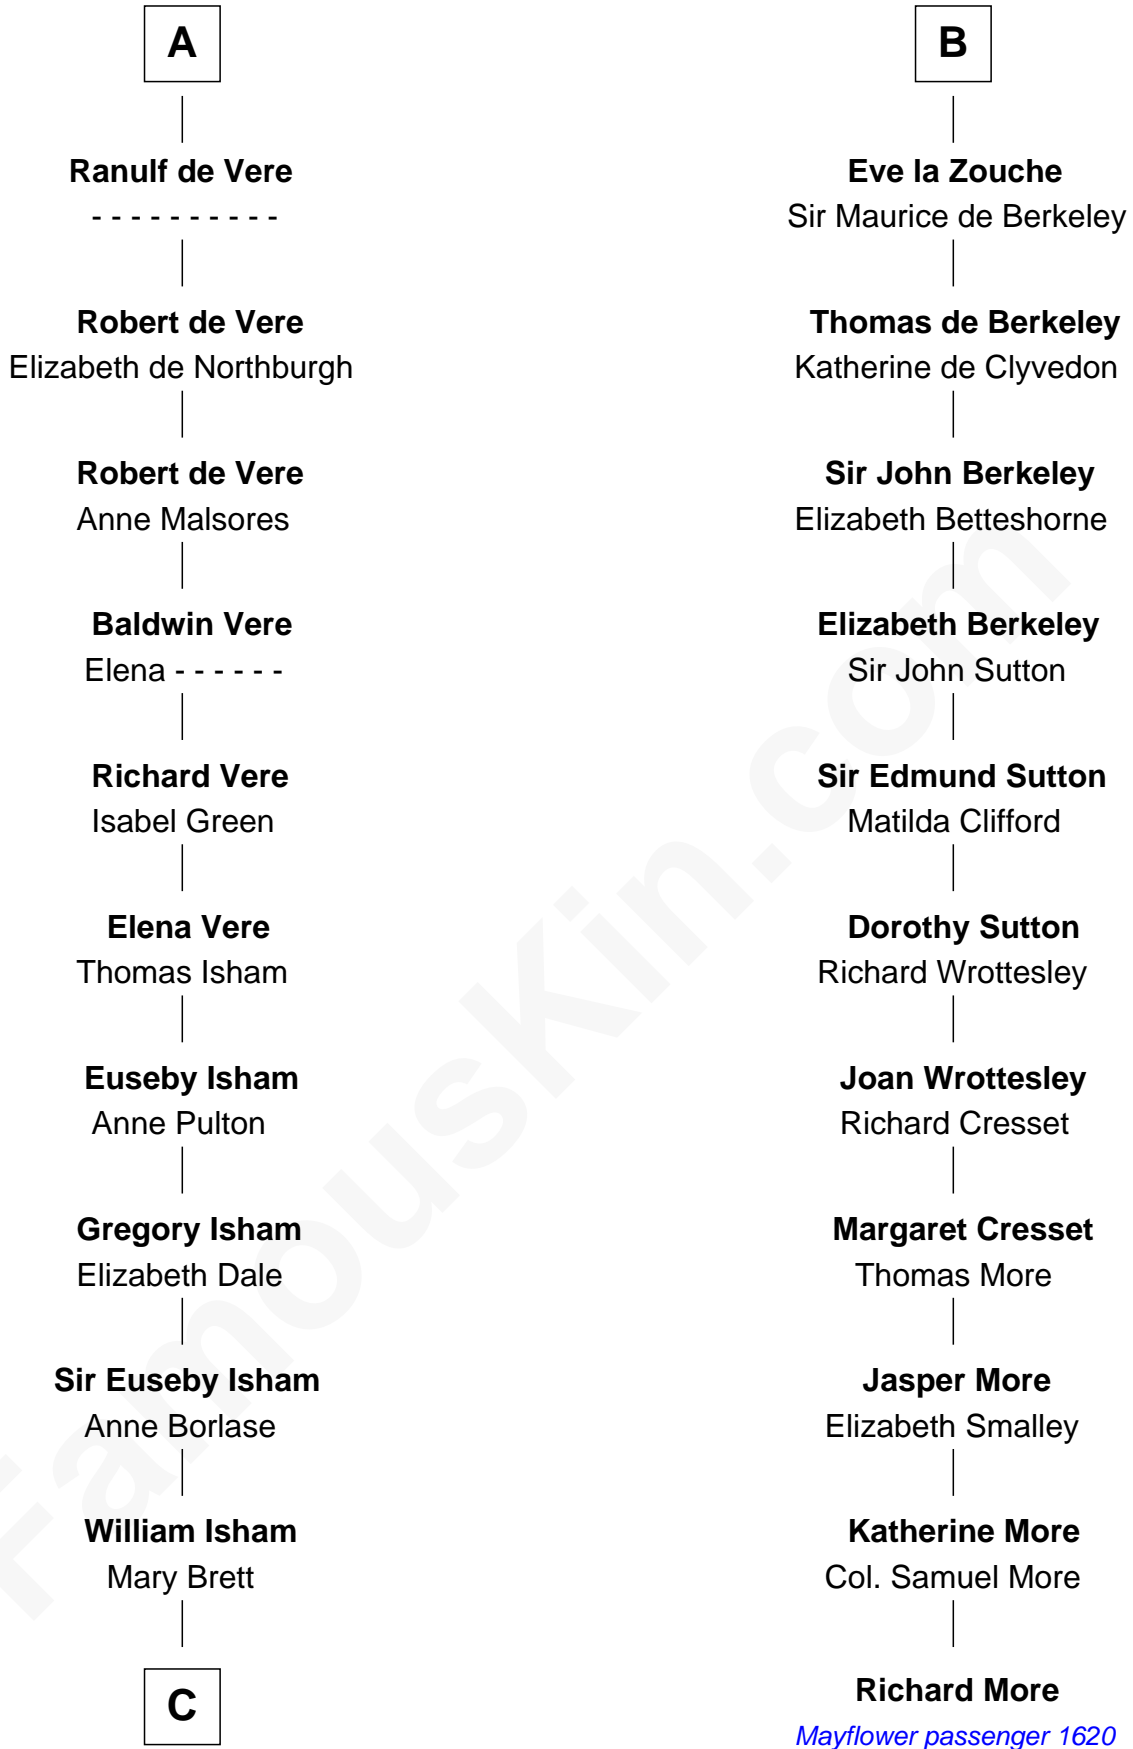 A
Ranulf de Vere
- - - - - - - - - -
Robert de Vere
Elizabeth de Northburgh
Robert de Vere
Anne Malsores
Baldwin Vere
Elena - - - - - -
Richard Vere
Isabel Green
Elena Vere
Thomas Isham
Euseby Isham
Anne Pulton
Gregory Isham
Elizabeth Dale
Sir Euseby Isham
Anne Borlase
William Isham
Mary Brett
C
B
Eve la Zouche
Sir Maurice de Berkeley
Thomas de Berkeley
Katherine de Clyvedon
Sir John Berkeley
Elizabeth Betteshorne
Elizabeth Berkeley
Sir John Sutton
Sir Edmund Sutton
Matilda Clifford
Dorothy Sutton
Richard Wrottesley
Joan Wrottesley
Richard Cresset
Margaret Cresset
Thomas More
Jasper More
Elizabeth Smalley
Katherine More
Col. Samuel More
Richard More
Mayflower passenger 1620
FamousKin.com